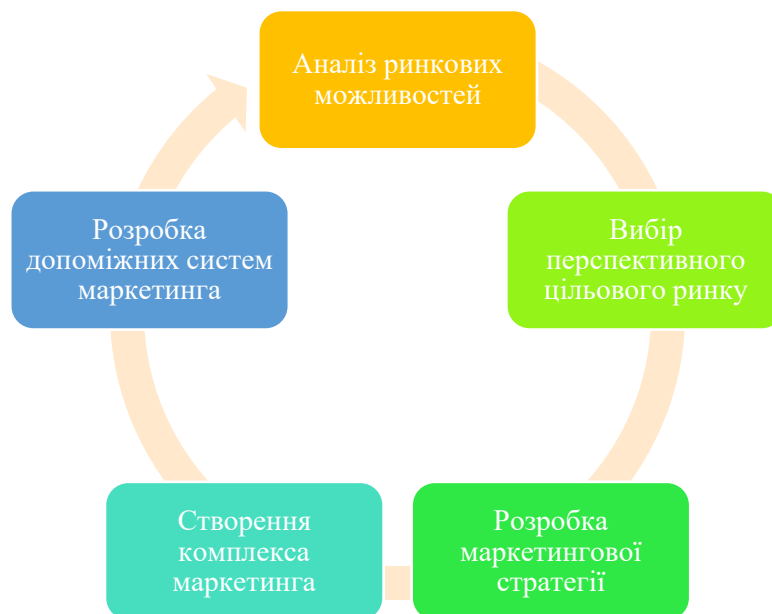 Аналіз ринкових
можливостей
Вибір
перспективного
цільового ринку
Розробка
маркетингової
стратегії
Створення
комплекса
маркетинга
Розробка
допоміжних систем
маркетинга